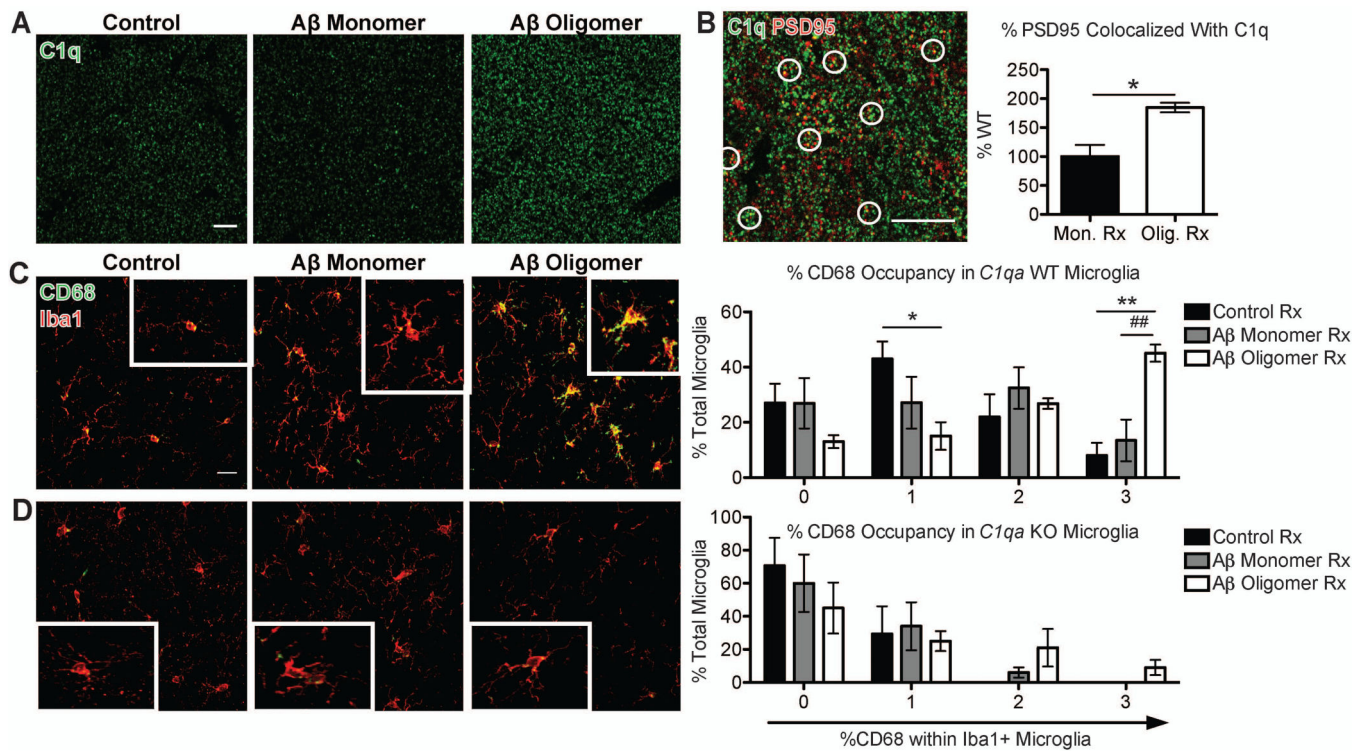 A
Control
Aβ Monomer
Aβ Oligomer
C1q
B
C1q PSD95
% PSD95 Colocalized With C1q
% WT
250
200
150
100
50
0
*
Mon. Rx
Olig. Rx
C
Control
Aβ Monomer
Aβ Oligomer
CD68
Iba1
% CD68 Occupancy in C1qa WT Microglia
% Total Microglia
60
40
20
0
*
**
##
0
1
2
3
Control Rx
Aβ Monomer Rx
Aβ Oligomer Rx
D
% CD68 Occupancy in C1qa KO Microglia
% Total Microglia
100
80
60
40
20
0
0
1
2
3
Control Rx
Aβ Monomer Rx
Aβ Oligomer Rx
%CD68 within Iba1+ Microglia